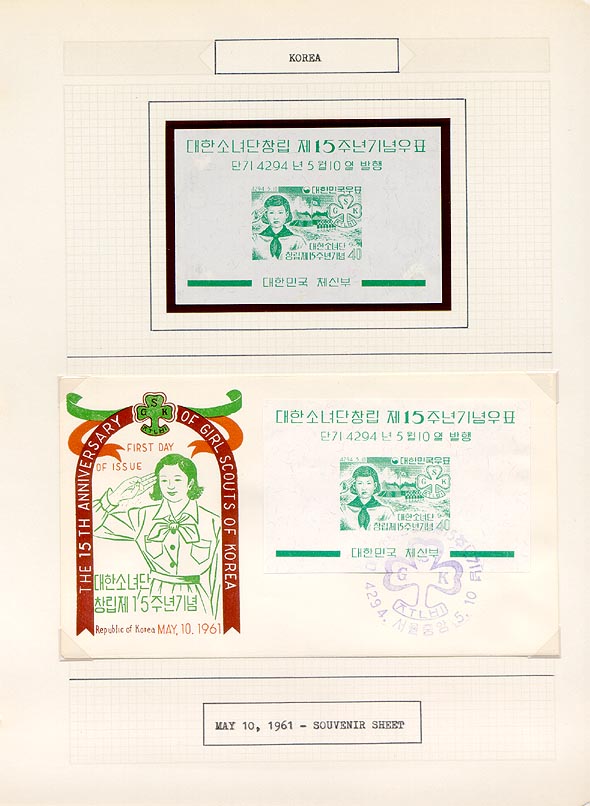 KOREA
대한소녀단창립 제15주년기념우표
단기 4294 년 5 월 10 일 발행
4294.5.10
대한민국우표
G S K
대한소녀단
창립제15주년기념
40
대한민국 체신부
THE 15TH ANNIVERSARY OF GIRL SCOUTS OF KOREA
G S K
FIRST DAY
OF ISSUE
대한소녀단
창립제15주년기념
Republic of Korea MAY, 10, 1961
대한소녀단창립 제15주년기념우표
단기 4294 년 5 월 10 일 발행
4294.5.10
대한민국우표
G S K
대한소녀단
창립제15주년기념
40
대한민국 체신부
G S K
4294. 서울중앙 5. 10
MAY 10, 1961 - SOUVENIR SHEET